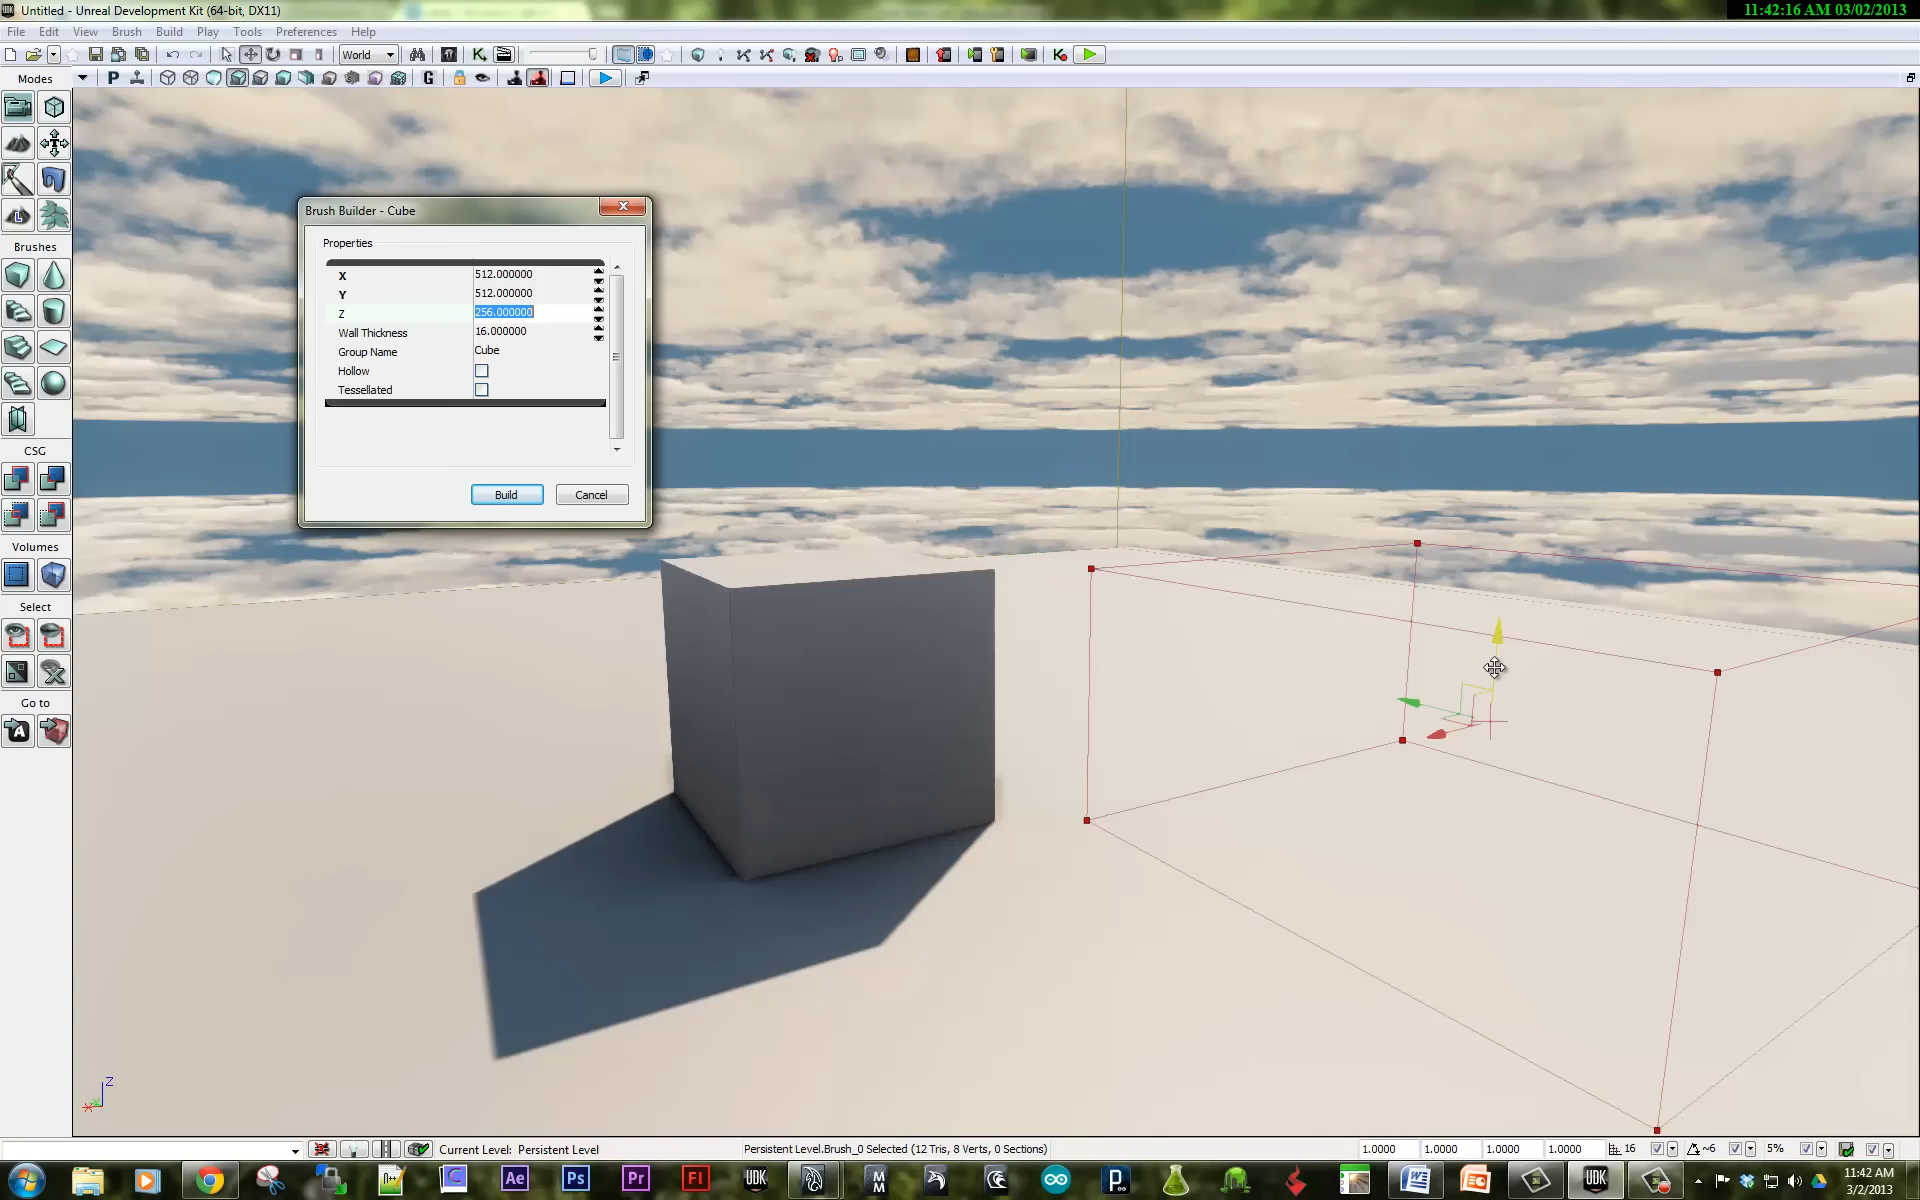 Untitled - Unreal Development Kit (64-bit, DX11)
11:42:16 AM 03/02/2013
File Edit View Brush Build Play Tools Preferences Help
World
Modes
P
G
Brush Builder - Cube
Properties
X 512.000000
Y 512.000000
Z 256.000000
Wall Thickness 16.000000
Group Name Cube
Hollow
Tessellated
Build Cancel
Brushes
CSG
Volumes
Select
Go to
A
Z
X
Current Level: Persistent Level
Persistent Level.Brush_0 Selected (12 Tris, 8 Verts, 0 Sections)
1.0000 1.0000 1.0000 1.0000 16 ~6 5%
Ae Ps Pr Fl UDK M M P.. UDK
11:42 AM
3/2/2013